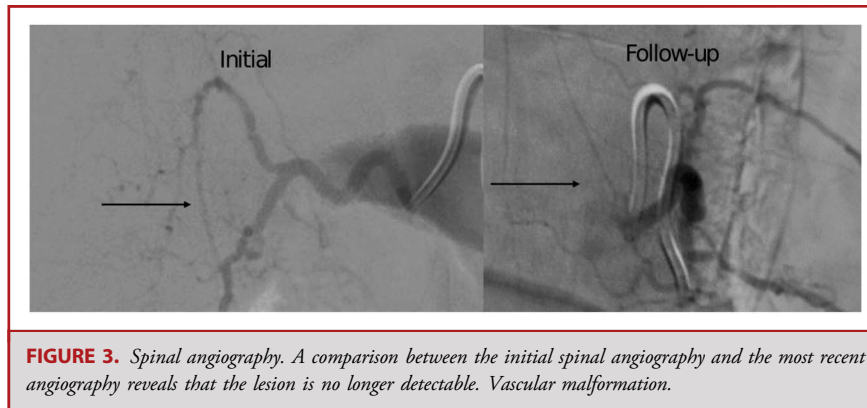 Initial
Follow-up
FIGURE 3. Spinal angiography. A comparison between the initial spinal angiography and the most recent
angiography reveals that the lesion is no longer detectable. Vascular malformation.